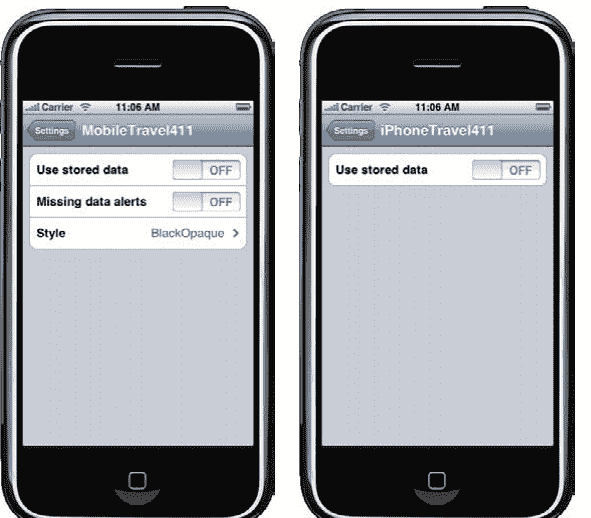 Carrier 11:06 AM
Settings MobileTravel411
Use stored data OFF
Missing data alerts OFF
Style BlackOpaque >
Carrier 11:06 AM
Settings iPhoneTravel411
Use stored data OFF